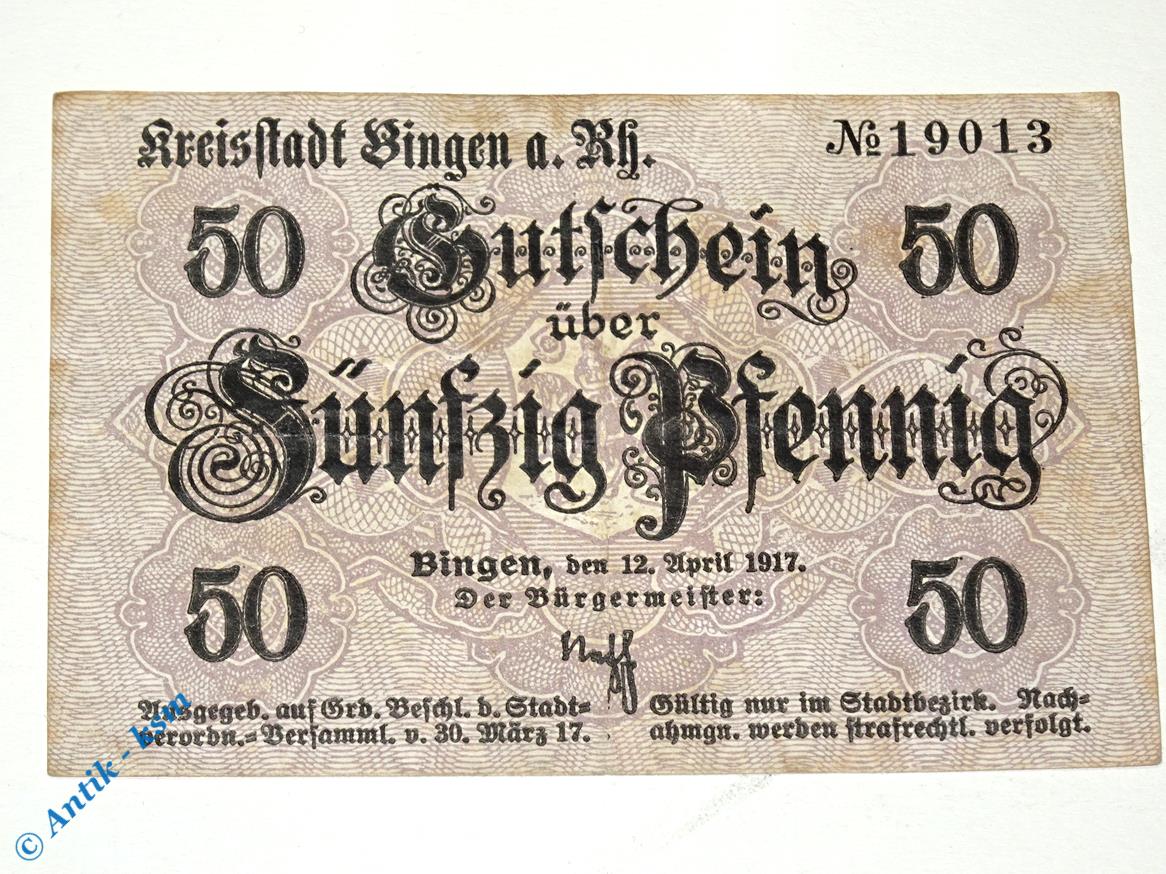 Kreisstadt Bingen a. Rh.
№ 19013
50 Gutschein 50
über
Fünfzig Pfennig
Bingen, den 12. April 1917.
Der Bürgermeister:
50 50
Ausgegeb. auf Grd. Beschl. d. Stadt=
verordn.=Versamml. v. 30. März 17.
Gültig nur im Stadtbezirk. Nach=
ahmgn. werden strafrechtl. verfolgt.
© Antik - ksm